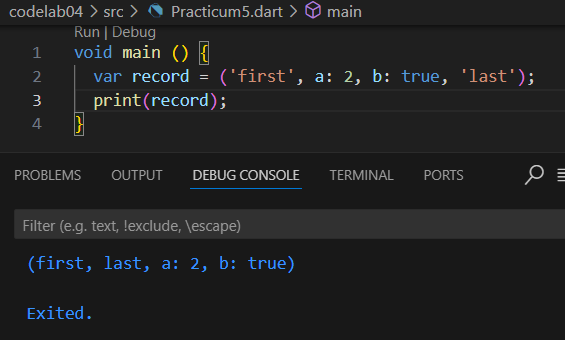 codelab04 > src > Practicum5.dart > main
Run | Debug
1 void main () {
2 var record = ('first', a: 2, b: true, 'last');
3 print(record);
4 }
PROBLEMS OUTPUT DEBUG CONSOLE TERMINAL PORTS
Filter (e.g. text, !exclude, \escape)
(first, last, a: 2, b: true)
Exited.